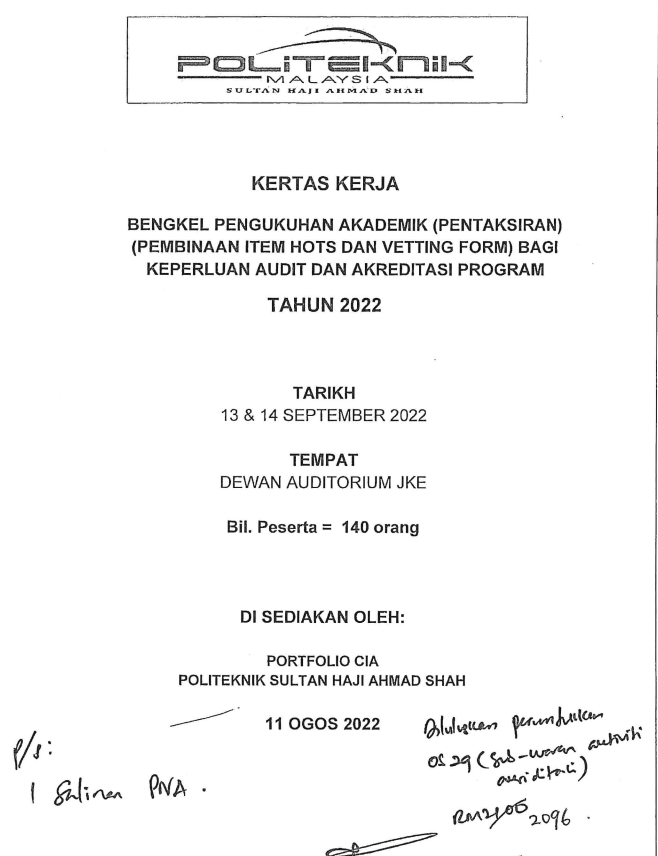 POLITEKNIK
MALAYSIA
SULTAN HAJI AHMAD SHAH
KERTAS KERJA
BENGKEL PENGUKUHAN AKADEMIK (PENTAKSIRAN)
(PEMBINAAN ITEM HOTS DAN VETTING FORM) BAGI
KEPERLUAN AUDIT DAN AKREDITASI PROGRAM
TAHUN 2022
TARIKH
13 & 14 SEPTEMBER 2022
TEMPAT
DEWAN AUDITORIUM JKE
Bil. Peserta = 140 orang
DI SEDIAKAN OLEH:
PORTFOLIO CIA
POLITEKNIK SULTAN HAJI AHMAD SHAH
11 OGOS 2022
p/s:
1 Salinan PNA.
Diluluskan peruntukan
OS 29 (Sub-waran aktiviti
2096.